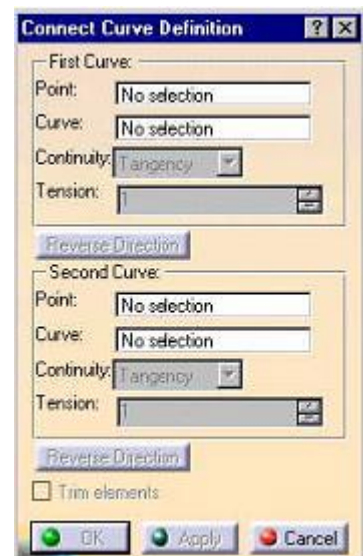 Connect Curve Definition ? X
First Curve:
Point: No selection
Curve: No selection
Continuity: Tangency
Tension: 1
Reverse Direction
Second Curve:
Point: No selection
Curve: No selection
Continuity: Tangency
Tension: 1
Reverse Direction
Trim elements
OK Apply Cancel